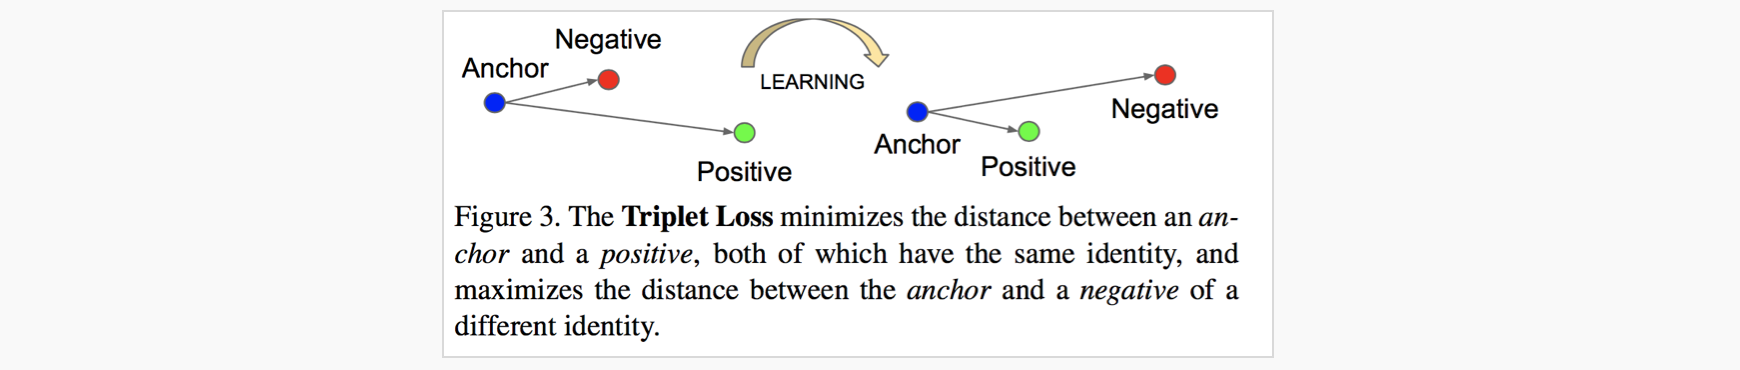 Negative
Anchor
LEARNING
Positive
Negative
Anchor
Positive
Figure 3. The Triplet Loss minimizes the distance between an an-
chor and a positive, both of which have the same identity, and
maximizes the distance between the anchor and a negative of a
different identity.